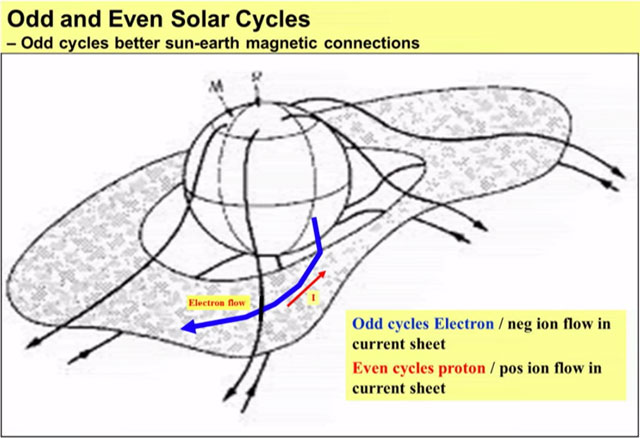 Odd and Even Solar Cycles
– Odd cycles better sun-earth magnetic connections
M
Electron flow
I
Odd cycles Electron / neg ion flow in
current sheet
Even cycles proton / pos ion flow in
current sheet